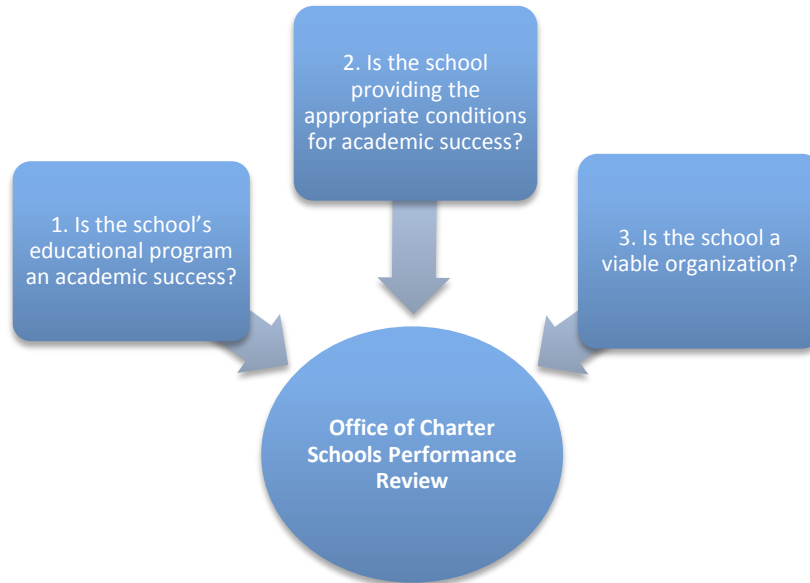 1. Is the school’s
educational program
an academic success?
2. Is the school
providing the
appropriate conditions
for academic success?
3. Is the school a
viable organization?
Office of Charter
Schools Performance
Review